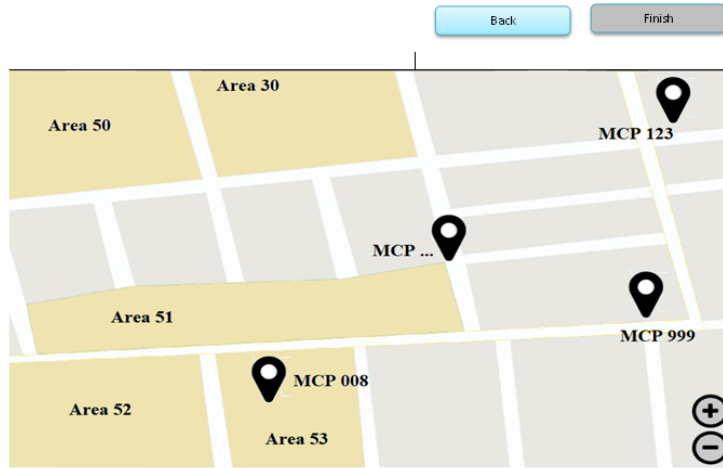 Back
Finish
Area 30
Area 50
MCP 123
MCP ...
Area 51
MCP 999
MCP 008
Area 52
Area 53